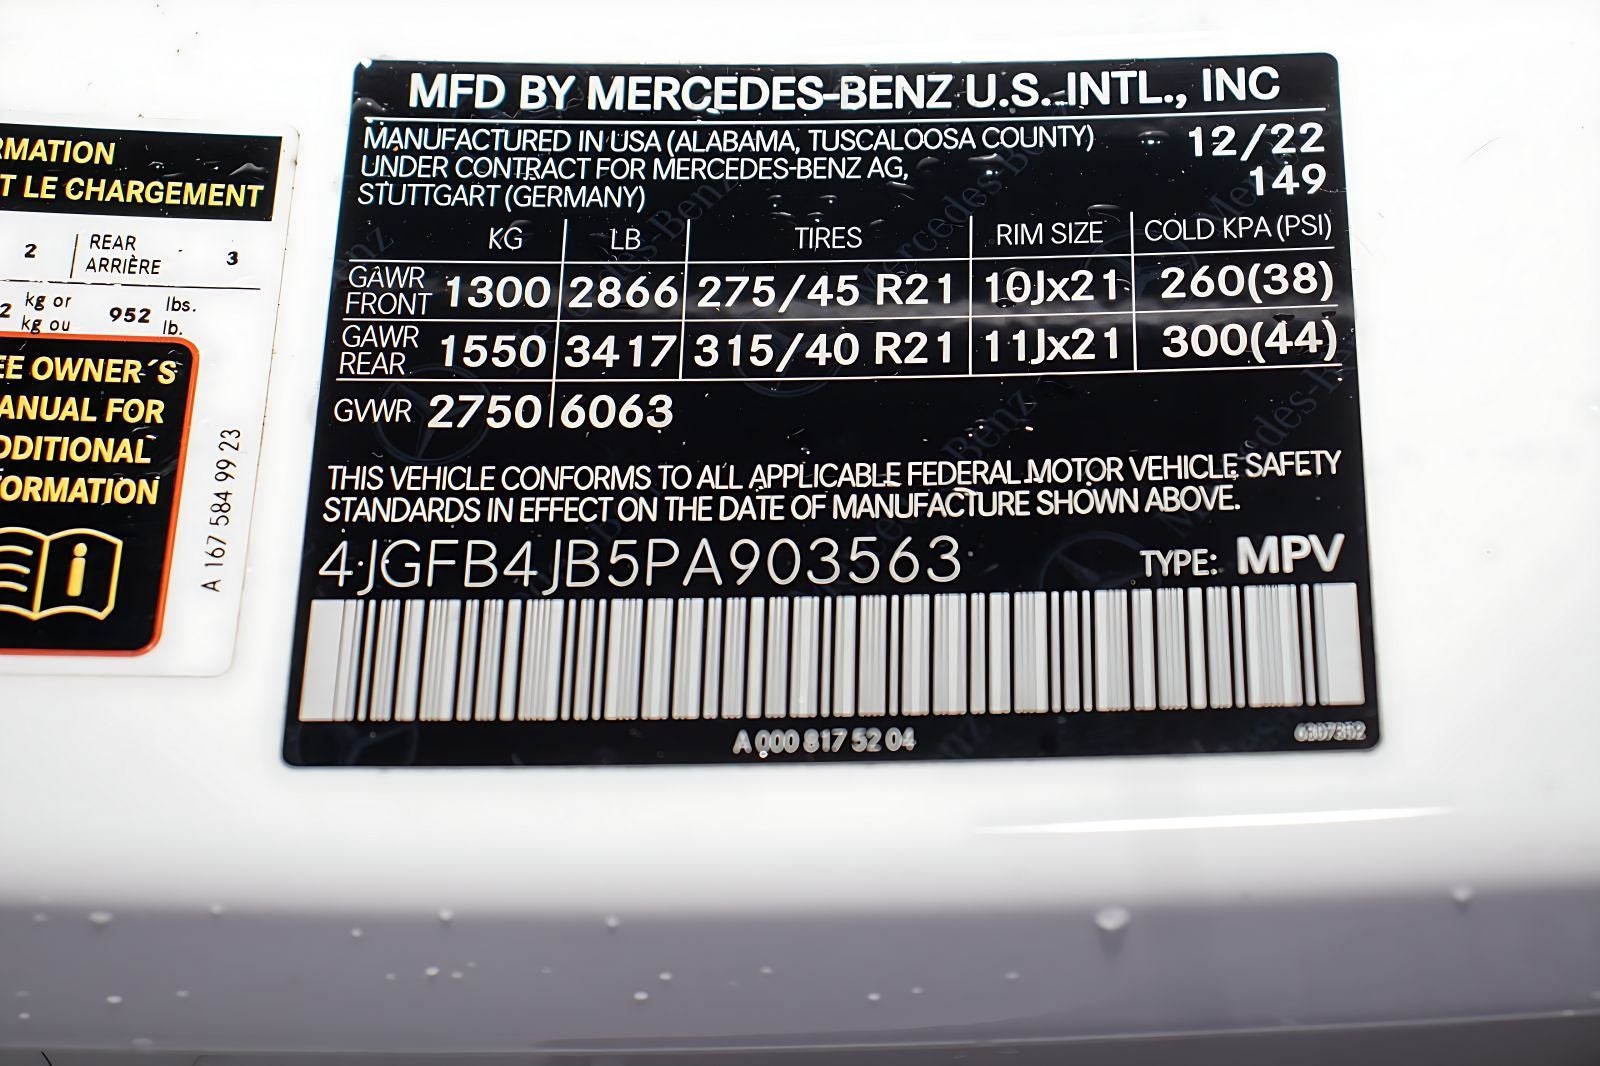 RMATION
T LE CHARGEMENT
2 REAR ARRIÈRE 3
2 kg or kg ou 952 lbs. lb.
EE OWNER´S
ANUAL FOR
DDITIONAL
ORMATION
A 167 584 99 23
MFD BY MERCEDES-BENZ U.S. INTL., INC
MANUFACTURED IN USA (ALABAMA, TUSCALOOSA COUNTY) 12/22
UNDER CONTRACT FOR MERCEDES-BENZ AG, 149
STUTTGART (GERMANY)
KG LB TIRES RIM SIZE COLD KPA (PSI)
GAWR FRONT 1300 2866 275/45 R21 10Jx21 260(38)
GAWR REAR 1550 3417 315/40 R21 11Jx21 300(44)
GVWR 2750 6063
THIS VEHICLE CONFORMS TO ALL APPLICABLE FEDERAL MOTOR VEHICLE SAFETY
STANDARDS IN EFFECT ON THE DATE OF MANUFACTURE SHOWN ABOVE.
4JGFB4JB5PA903563 TYPE: MPV
A 000 817 52 04